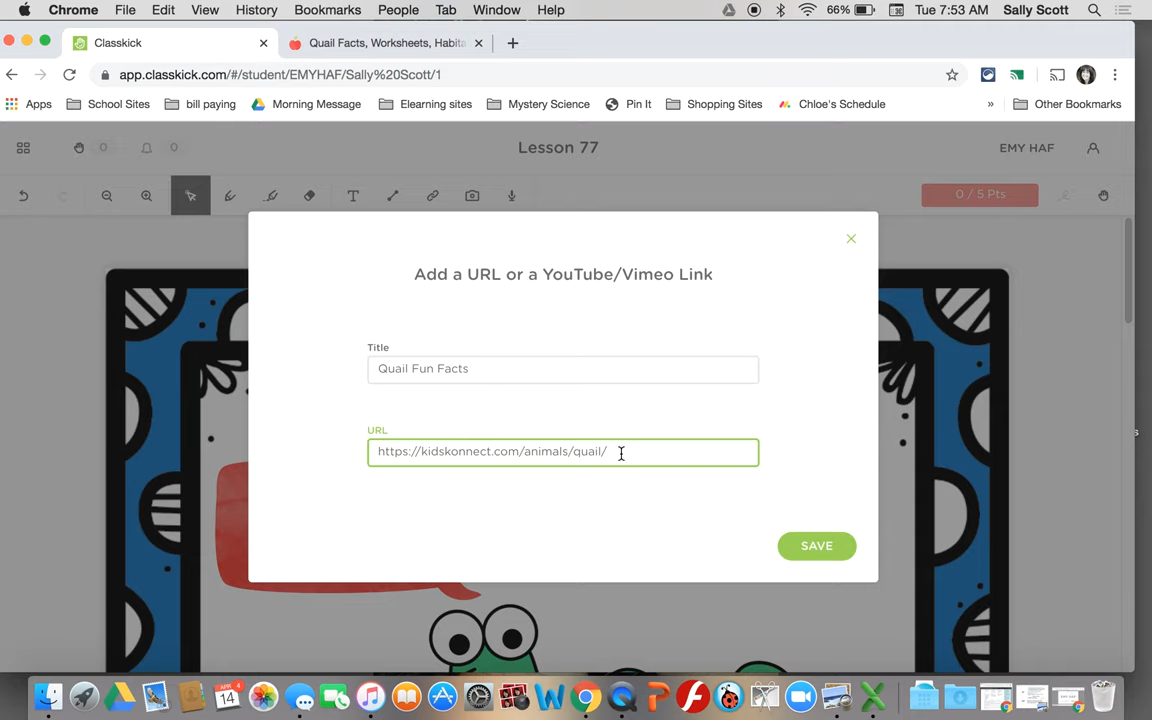 Chrome File Edit View History Bookmarks People Tab Window Help 66% Tue 7:53 AM Sally Scott
Classkick Quail Facts, Worksheets, Habita
app.classkick.com/#/student/EMYHAF/Sally%20Scott/1
Apps School Sites bill paying Morning Message Elearning sites Mystery Science Pin It Shopping Sites Chloe's Schedule » Other Bookmarks
0 0 Lesson 77 EMY HAF
T 0 / 5 Pts
Add a URL or a YouTube/Vimeo Link
Title
Quail Fun Facts
URL
https://kidskonnect.com/animals/quail/
SAVE